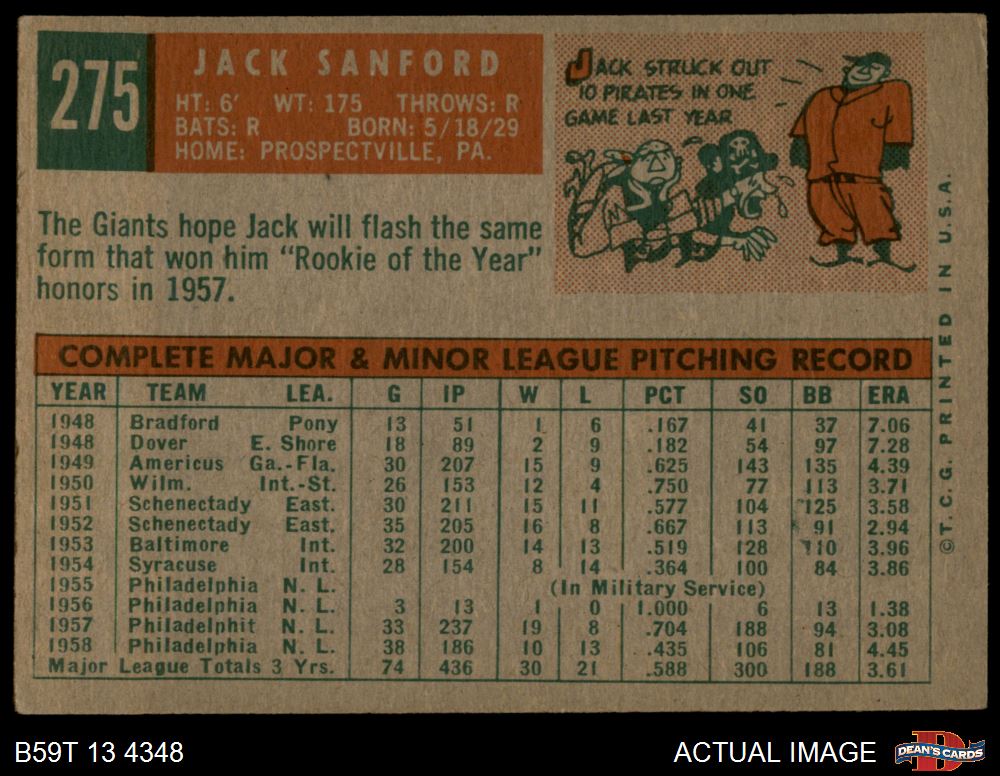 275
JACK SANFORD
HT: 6' WT: 175 THROWS: R
BATS: R BORN: 5/18/29
HOME: PROSPECTVILLE, PA.
JACK STRUCK OUT
10 PIRATES IN ONE
GAME LAST YEAR
The Giants hope Jack will flash the same
form that won him "Rookie of the Year"
honors in 1957.
COMPLETE MAJOR & MINOR LEAGUE PITCHING RECORD
YEAR TEAM LEA. G IP W L PCT SO BB ERA
1948 Bradford Pony 13 51 1 6 .167 41 37 7.06
1948 Dover E. Shore 18 89 2 9 .182 54 97 7.28
1949 Americus Ga.-Fla. 30 207 15 9 .625 143 135 4.39
1950 Wilm. Int.-St. 26 153 12 4 .750 77 113 3.71
1951 Schenectady East. 30 211 15 11 .577 104 125 3.58
1952 Schenectady East. 35 205 16 8 .667 113 91 2.94
1953 Baltimore Int. 32 200 14 13 .519 128 110 3.96
1954 Syracuse Int. 28 154 8 14 .364 100 84 3.86
1955 Philadelphia N. L. (In Military Service)
1956 Philadelphia N. L. 3 13 1 0 1.000 6 13 1.38
1957 Philadelphit N. L. 33 237 19 8 .704 188 94 3.08
1958 Philadelphia N. L. 38 186 10 13 .435 106 81 4.45
Major League Totals 3 Yrs. 74 436 30 21 .588 300 188 3.61
© T. C. G. PRINTED IN U.S.A.
B59T 13 4348
ACTUAL IMAGE
DEAN'S CARDS